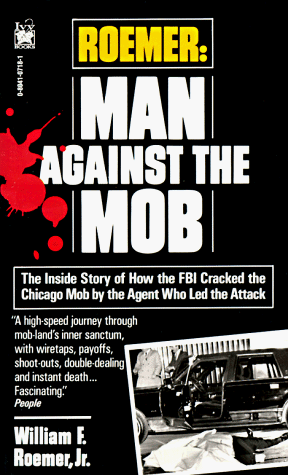 Ivy
BOOKS
0-8041-0718-1
ROEMER:
MAN
AGAINST THE
MOB
The Inside Story of How the FBI Cracked the
Chicago Mob by the Agent Who Led the Attack
"A high-speed journey through
mob-land's inner sanctum,
with wiretaps, payoffs,
shoot-outs, double-dealing
and instant death...
Fascinating."
People
William F.
Roemer, Jr.